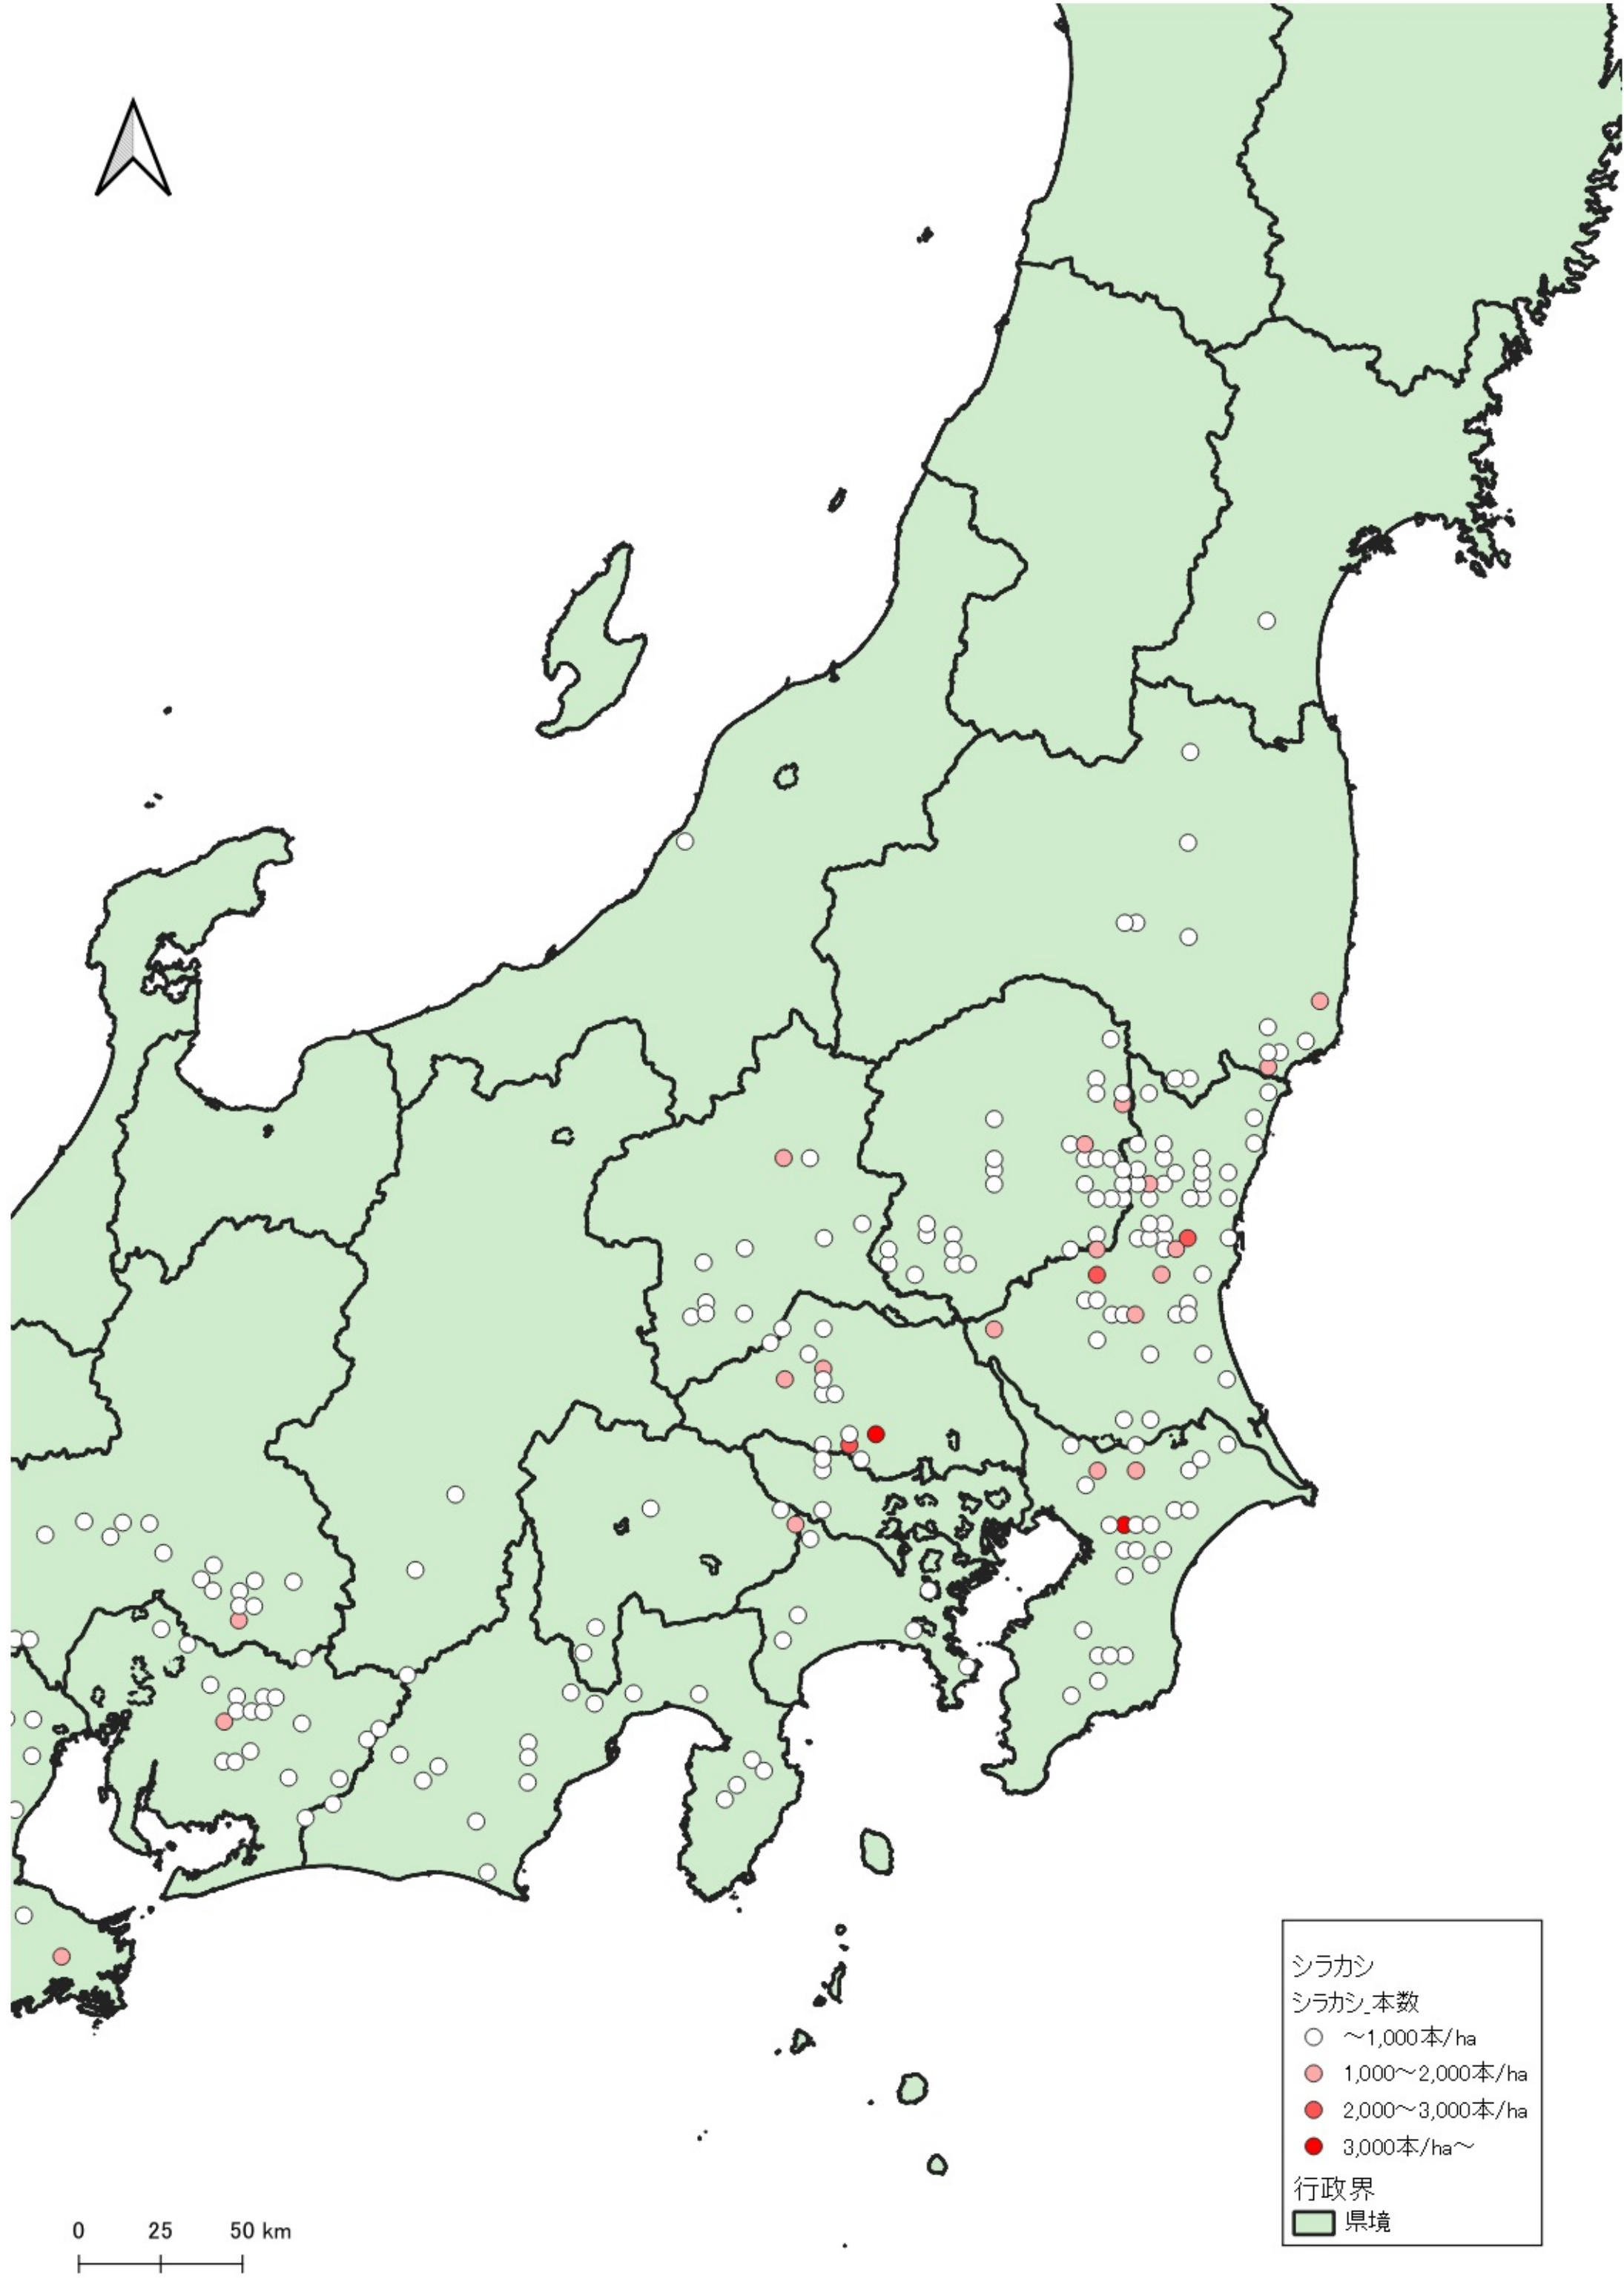 シラカシ
シラカシ_本数
～1,000本/ha
1,000～2,000本/ha
2,000～3,000本/ha
3,000本/ha～
行政界
県境
0 25 50 km